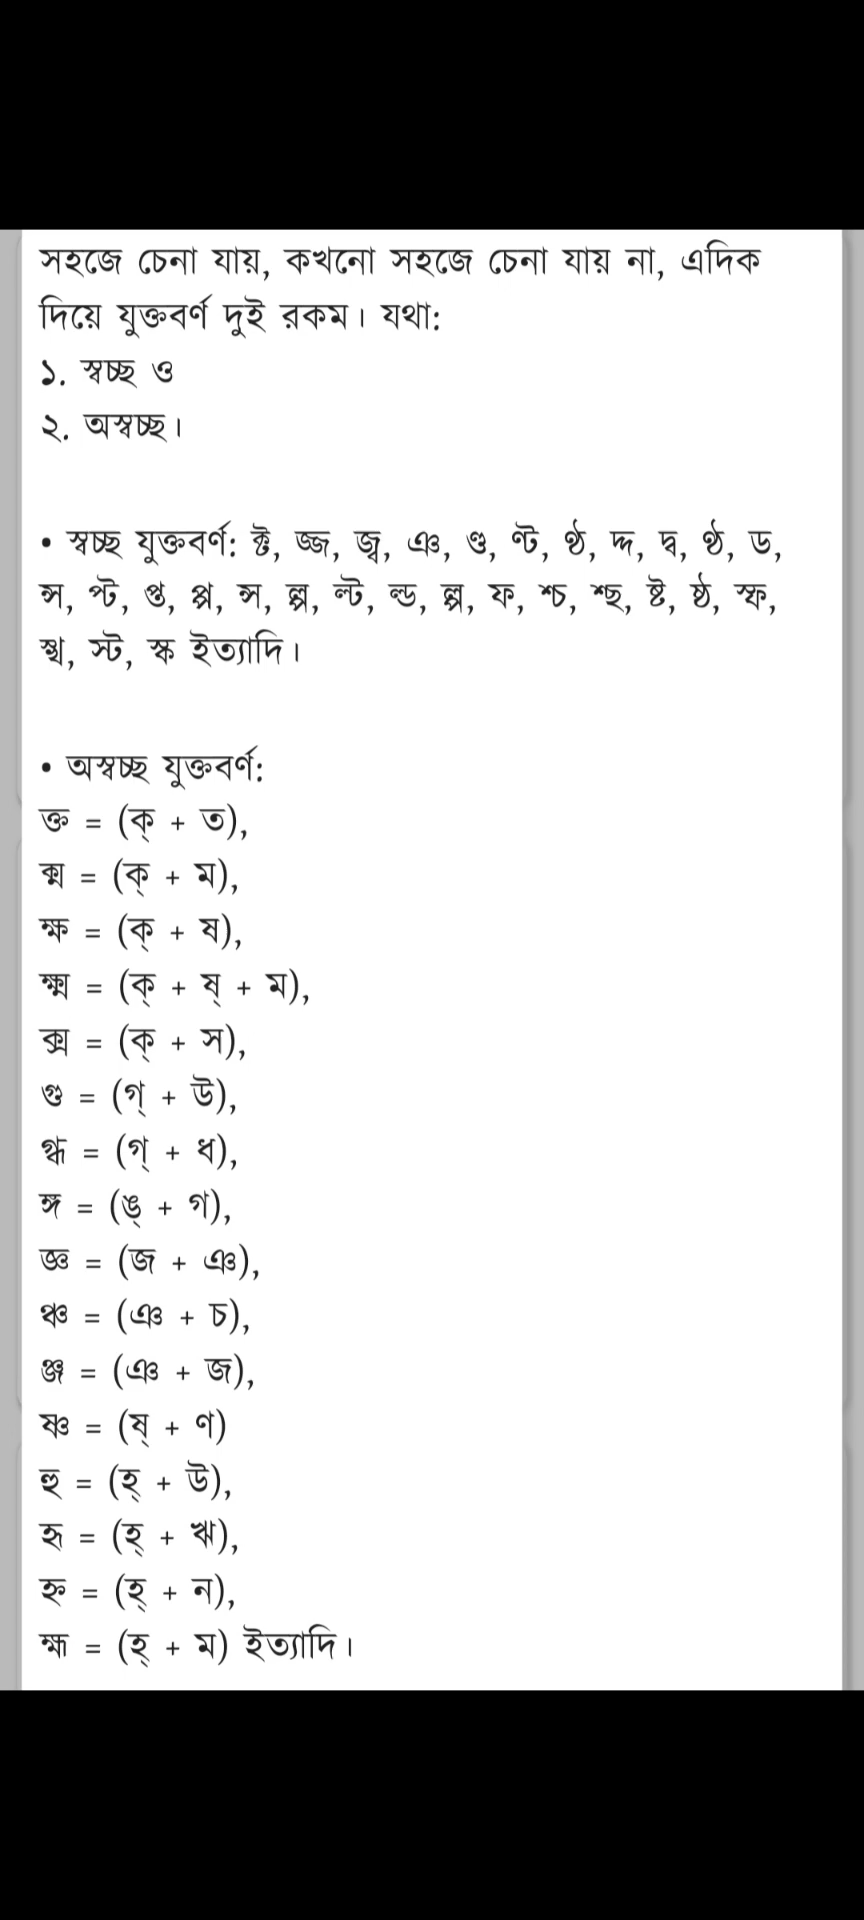 সহজে চেনা যায়, কখনো সহজে চেনা যায় না, এদিক
দিয়ে যুক্তবর্ণ দুই রকম। যথা:
১. স্বচ্ছ ও
২. অস্বচ্ছ।
• স্বচ্ছ যুক্তবর্ণ: ক্ট, জ্জ, জ্ব, ঞ, ণ্ড, ণ্ট, ণ্ঠ, দ্দ, দ্ব, ণ্ঠ, ড,
ন্স, প্ট, প্ত, প্প, ন্স, ল্ল, ল্ট, ল্ড, ল্প, ফ, শ্চ, শ্ছ, ষ্ট, ষ্ঠ, স্ফ,
স্খ, স্ট, স্ক ইত্যাদি।
• অস্বচ্ছ যুক্তবর্ণ:
ক্ত = (ক্ + ত),
ক্ম = (ক্ + ম),
ক্ষ = (ক্ + ষ),
ক্ষ্ম = (ক্ + ষ্ + ম),
ক্স = (ক্ + স),
গু = (গ্ + উ),
গ্ধ = (গ্ + ধ),
ঙ্গ = (ঙ্ + গ),
জ্ঞ = (জ + ঞ),
ঞ্চ = (ঞ + চ),
ঞ্জ = (ঞ + জ),
ষ্ণ = (ষ্ + ণ)
হু = (হ্ + উ),
হৃ = (হ্ + ঋ),
হ্ন = (হ্ + ন),
হ্ম = (হ্ + ম) ইত্যাদি।